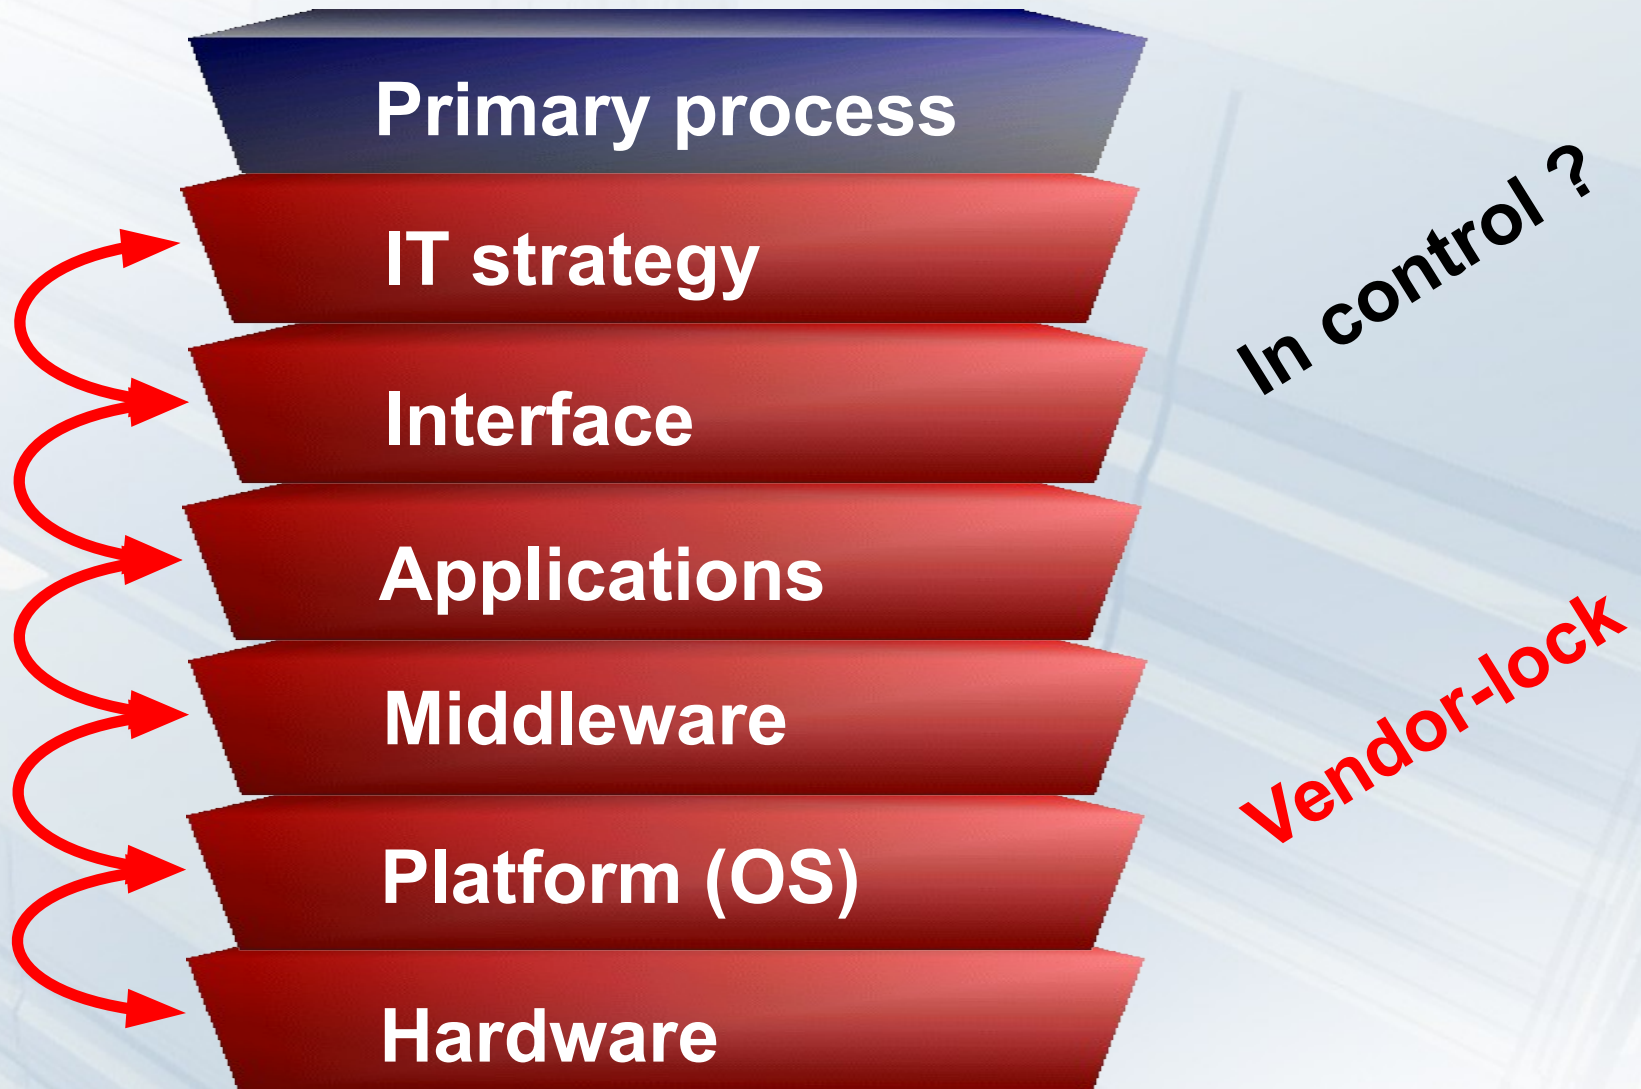 Primary process
IT strategy
In control ?
Interface
Applications
Middleware
Vendor-lock
Platform (OS)
Hardware